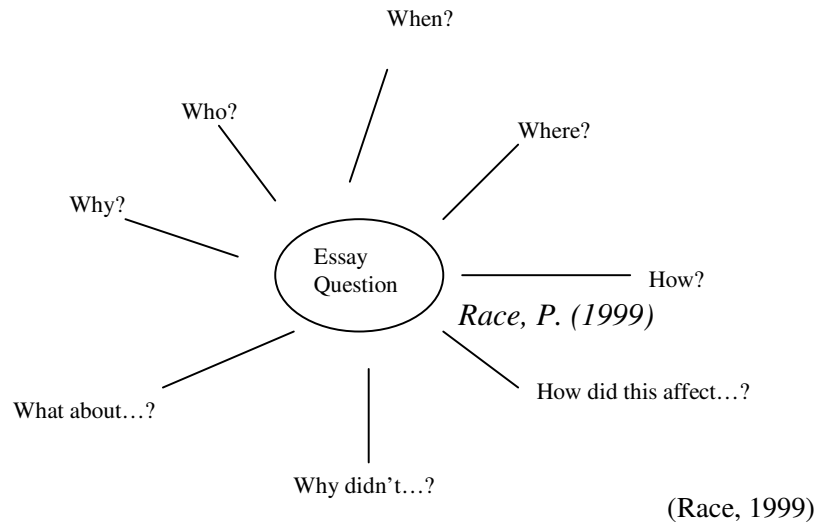 When?
Who?
Where?
Why?
Essay
Question
How?
Race, P. (1999)
How did this affect…?
What about…?
Why didn't…?
(Race, 1999)